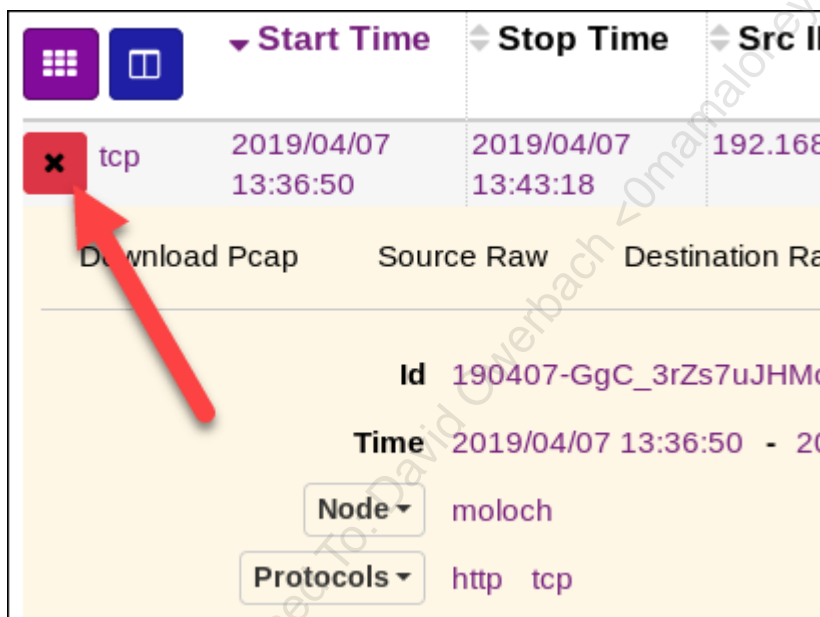 Start Time Stop Time Src I
tcp 2019/04/07 2019/04/07 192.168
13:36:50 13:43:18
Download Pcap Source Raw Destination Ra
Id 190407-GgC_3rZs7uJHM
Time 2019/04/07 13:36:50 - 20
Node moloch
Protocols http tcp